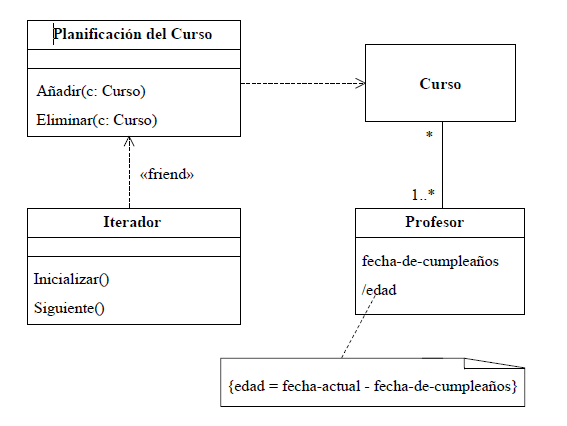 Planificación del Curso
Añadir(c: Curso)
Eliminar(c: Curso)
Curso
*
«friend»
1..*
Iterador
Inicializar()
Siguiente()
Profesor
fecha-de-cumpleaños
/edad
{edad = fecha-actual - fecha-de-cumpleaños}